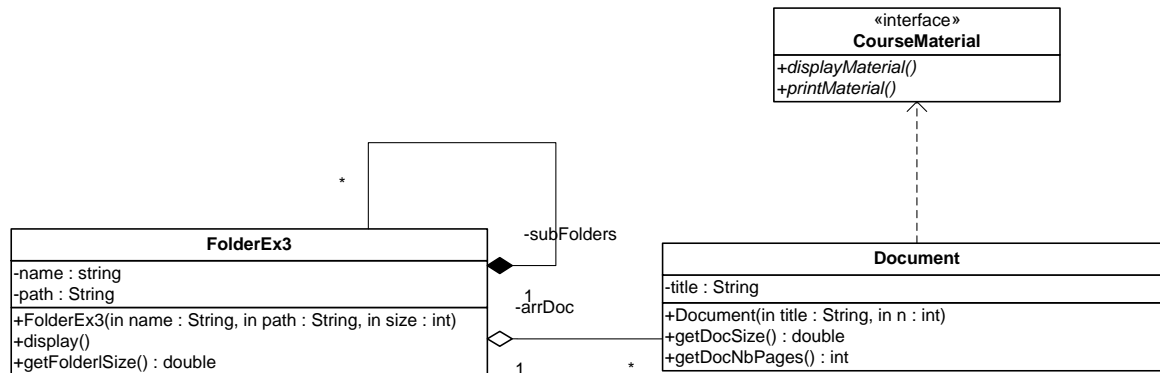 «interface»
CourseMaterial
+displayMaterial()
+printMaterial()
*
-subFolders
1
FolderEx3
-name : string
-path : String
+FolderEx3(in name : String, in path : String, in size : int)
+display()
+getFolderlSize() : double
-arrDoc
1
*
Document
-title : String
+Document(in title : String, in n : int)
+getDocSize() : double
+getDocNbPages() : int